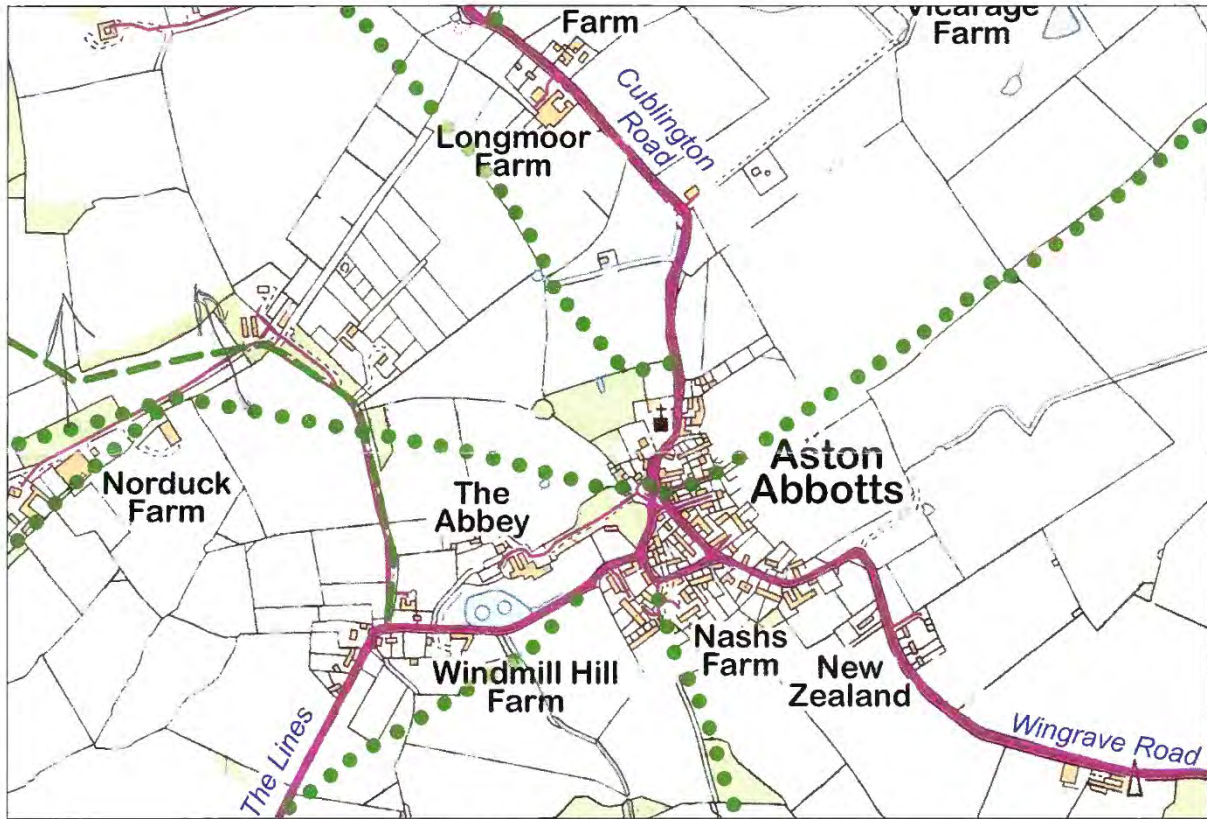 Farm
Vicarage
Farm
Cublington
Road
Longmoor
Farm
Aston
Abbotts
Norduck
Farm
The
Abbey
Nashs
Farm
Windmill Hill
Farm
New
Zealand
The Lines
Wingrave Road